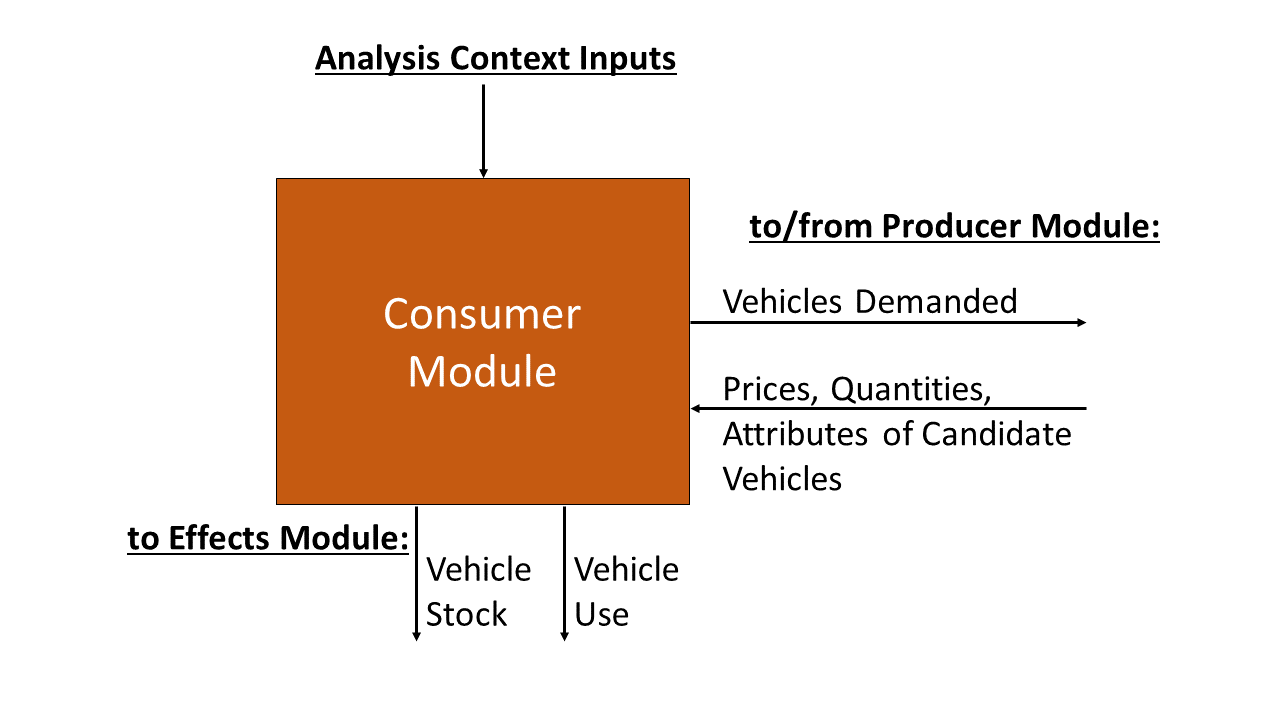 Analysis Context Inputs
to/from Producer Module:
Vehicles Demanded
Consumer
Module
Prices, Quantities,
Attributes of Candidate
Vehicles
to Effects Module:
Vehicle
Stock
Vehicle
Use